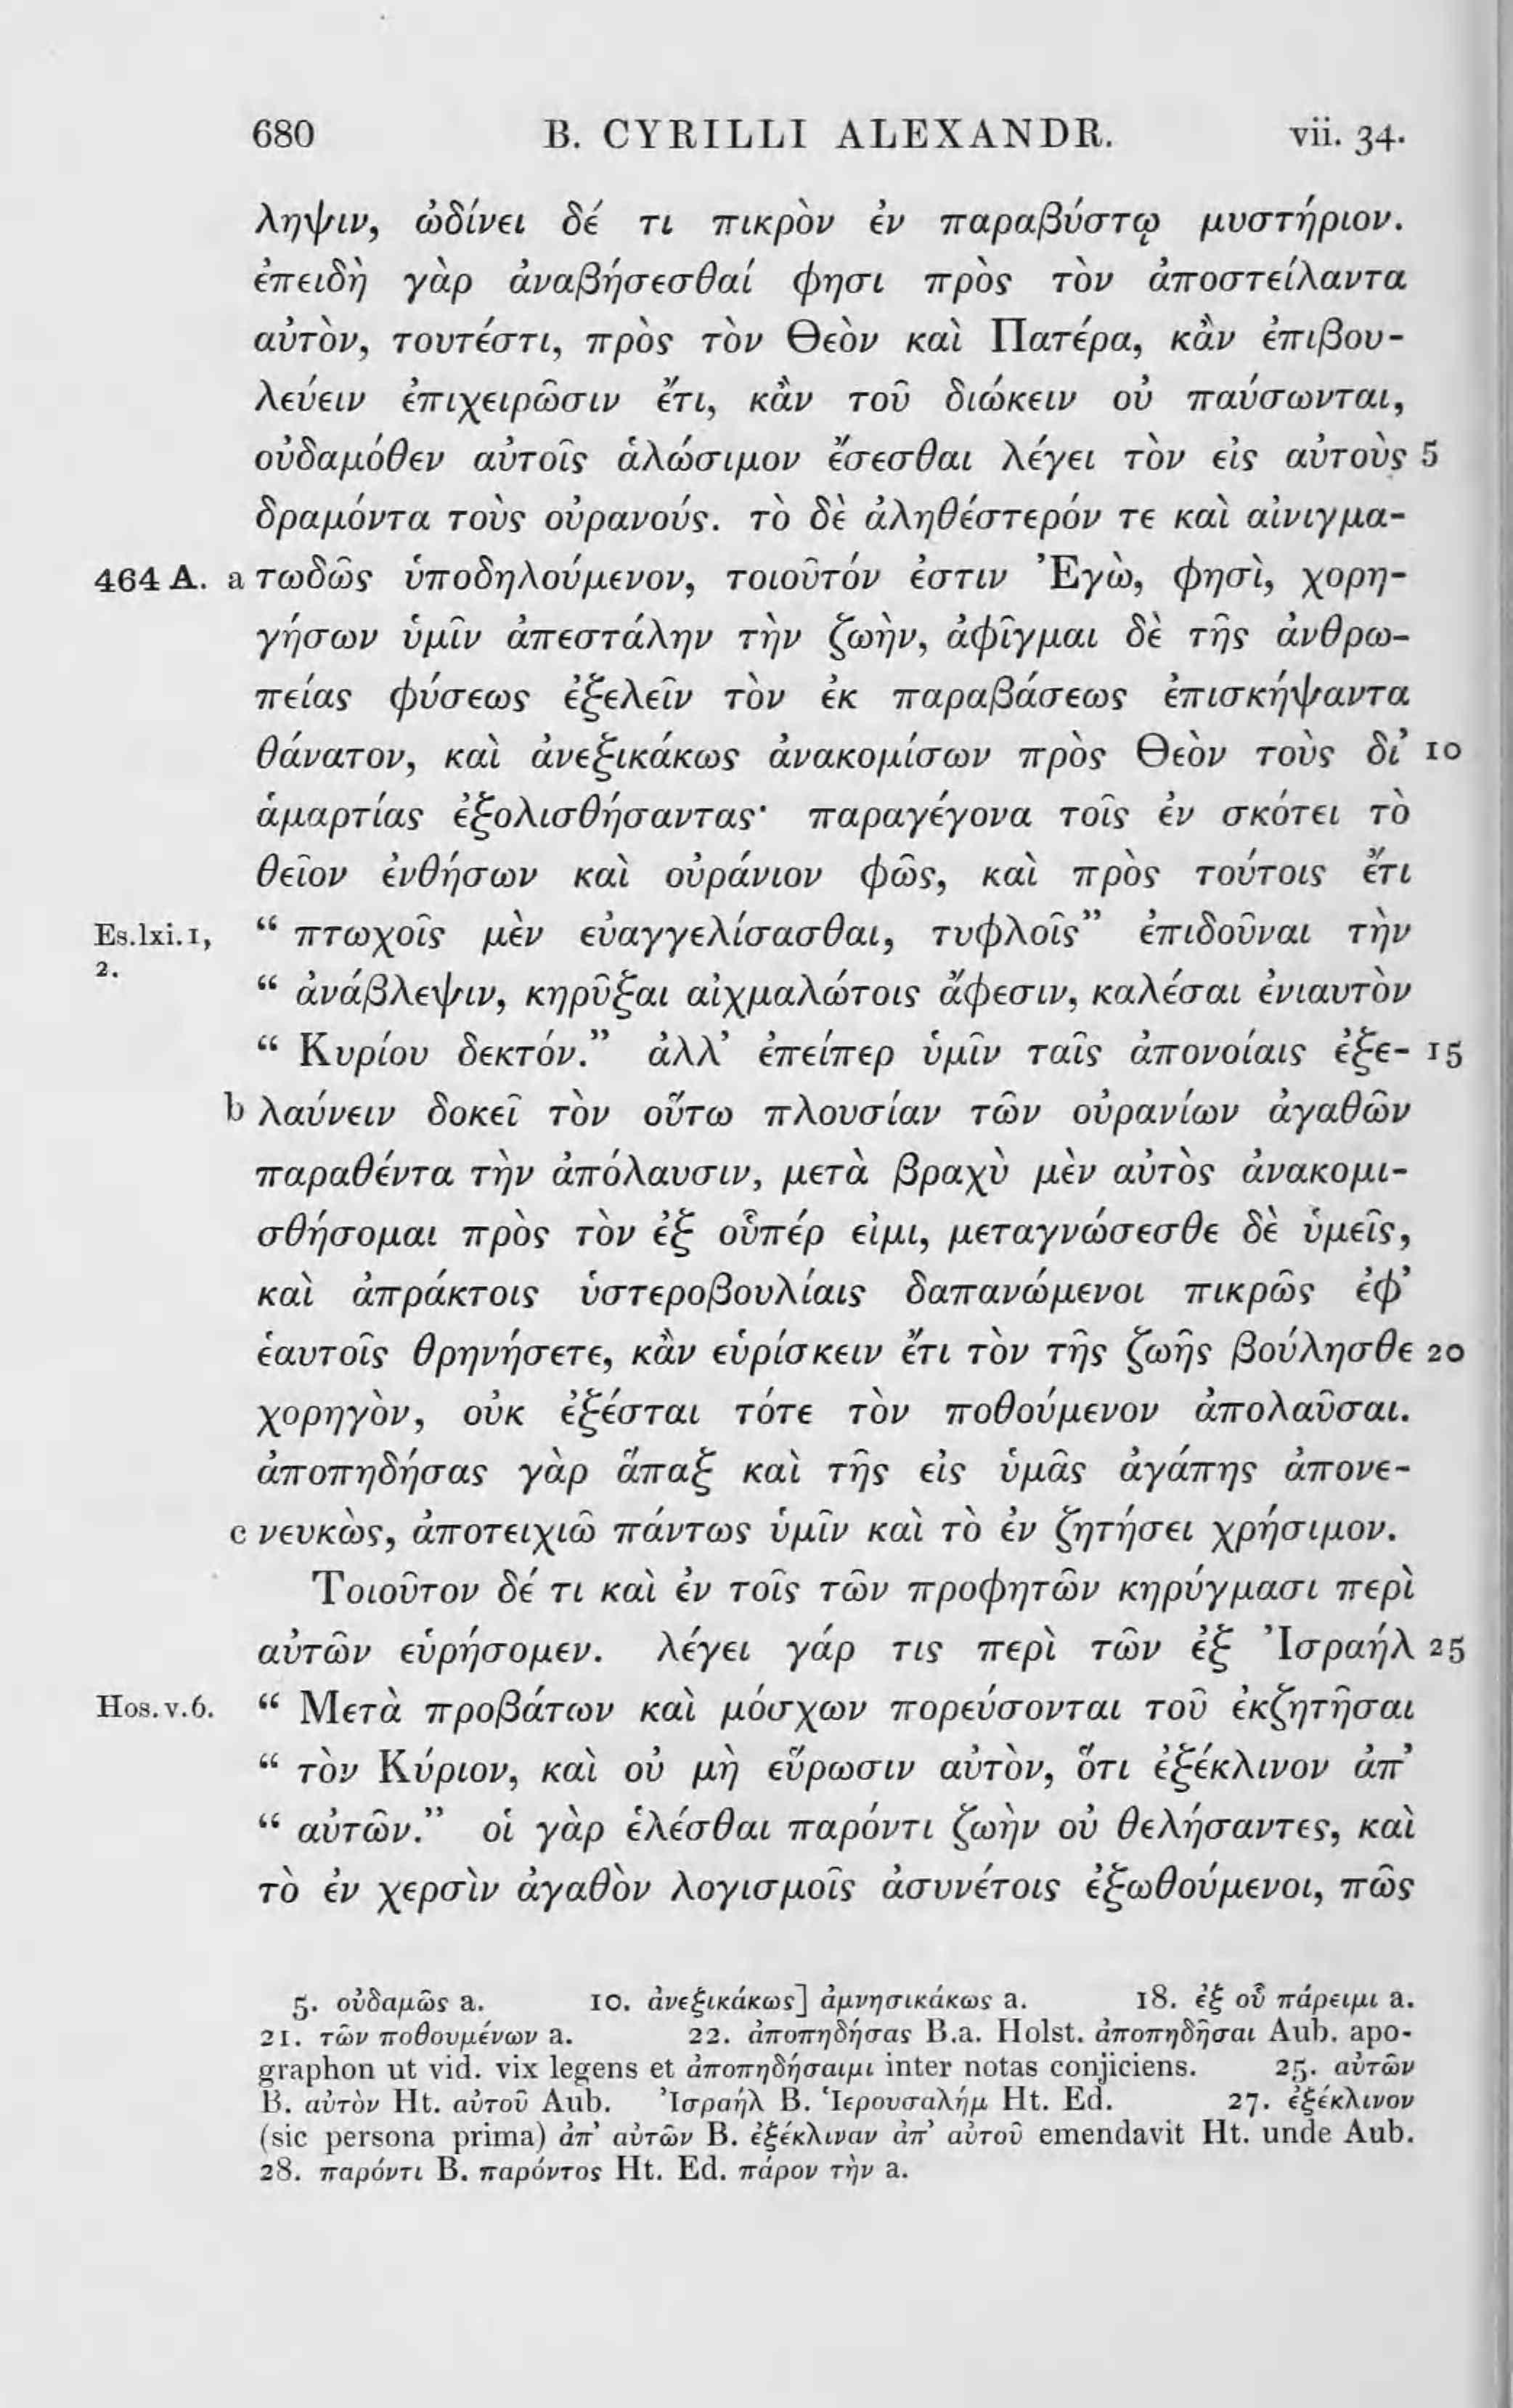 680 B. CYRILLI ALEXANDR. vii. 34.
ληψιν, ὠδίνει δέ τι πικρὸν ἐν παραβύστῳ μυστήριον.
ἐπειδὴ γὰρ ἀναβήσεσθαί φησι πρὸς τὸν ἀποστείλαντα
αὐτὸν, τουτέστι, πρὸς τὸν Θεὸν καὶ Πατέρα, κἂν ἐπιβου-
λεύειν ἐπιχειρῶσιν ἔτι, κἂν τοῦ διώκειν οὐ παύσωνται,
οὐδαμόθεν αὐτοῖς ἁλώσιμον ἔσεσθαι λέγει τὸν εἰς αὐτοὺς 5
δραμόντα τοὺς οὐρανούς. τὸ δὲ ἀληθέστερόν τε καὶ αἰνιγμα-
464 A. a τωδῶς ὑποδηλούμενον, τοιοῦτόν ἐστιν Ἐγὼ, φησὶ, χορη-
γήσων ὑμῖν ἀπεστάλην τὴν ζωὴν, ἀφῖγμαι δὲ τῆς ἀνθρω-
πείας φύσεως ἐξελεῖν τὸν ἐκ παραβάσεως ἐπισκήψαντα
θάνατον, καὶ ἀνεξικάκως ἀνακομίσων πρὸς Θεὸν τοὺς δι’ 10
ἁμαρτίας ἐξολισθήσαντας· παραγέγονα τοῖς ἐν σκότει τὸ
θεῖον ἐνθήσων καὶ οὐράνιον φῶς, καὶ πρὸς τούτοις ἔτι
Es.lxi.1, “ πτωχοῖς μὲν εὐαγγελίσασθαι, τυφλοῖς” ἐπιδοῦναι τὴν
2. “ ἀνάβλεψιν, κηρῦξαι αἰχμαλώτοις ἄφεσιν, καλέσαι ἐνιαυτὸν
“ Κυρίου δεκτόν.” ἀλλ’ ἐπείπερ ὑμῖν ταῖς ἀπονοίαις ἐξε- 15
b λαύνειν δοκεῖ τὸν οὕτω πλουσίαν τῶν οὐρανίων ἀγαθῶν
παραθέντα τὴν ἀπόλαυσιν, μετὰ βραχὺ μὲν αὐτὸς ἀνακομι-
σθήσομαι πρὸς τὸν ἐξ οὗπέρ εἰμι, μεταγνώσεσθε δὲ ὑμεῖς,
καὶ ἀπράκτοις ὑστεροβουλίαις δαπανώμενοι πικρῶς ἐφ’
ἑαυτοῖς θρηνήσετε, κἂν εὑρίσκειν ἔτι τὸν τῆς ζωῆς βούλησθε 20
χορηγὸν, οὐκ ἐξέσται τότε τὸν ποθούμενον ἀπολαῦσαι.
ἀποπηδήσας γὰρ ἅπαξ καὶ τῆς εἰς ὑμᾶς ἀγάπης ἀπονε-
c νευκὼς, ἀποτειχιῶ πάντως ὑμῖν καὶ τὸ ἐν ζητήσει χρήσιμον.
Τοιοῦτον δέ τι καὶ ἐν τοῖς τῶν προφητῶν κηρύγμασι περὶ
αὐτῶν εὑρήσομεν. λέγει γάρ τις περὶ τῶν ἐξ Ἰσραήλ 25
Hos.v.6. “ Μετὰ προβάτων καὶ μόσχων πορεύσονται τοῦ ἐκζητῆσαι
“ τὸν Κύριον, καὶ οὐ μὴ εὕρωσιν αὐτὸν, ὅτι ἐξέκλινον ἀπ’
“ αὐτῶν.” οἱ γὰρ ἑλέσθαι παρόντι ζωὴν οὐ θελήσαντες, καὶ
τὸ ἐν χερσὶν ἀγαθὸν λογισμοῖς ἀσυνέτοις ἐξωθούμενοι, πῶς
5. οὐδαμῶς a. 10. ἀνεξικάκως] ἀμνησικάκως a. 18. ἐξ οὗ πάρειμι a.
21. τῶν ποθουμένων a. 22. ἀποπηδήσας B.a. Holst. ἀποπηδῆσαι Aub. apo-
graphon ut vid. vix legens et ἀποπηδήσαιμι inter notas conjiciens. 25. αὐτῶν
B. αὐτὸν Ht. αὐτοῦ Aub. Ἰσραήλ B. Ἱερουσαλήμ Ht. Ed. 27. ἐξέκλινον
(sic persona prima) ἀπ’ αὐτῶν B. ἐξέκλιναν ἀπ’ αὐτοῦ emendavit Ht. unde Aub.
28. παρόντι B. παρόντος Ht. Ed. πάρον τὴν a.